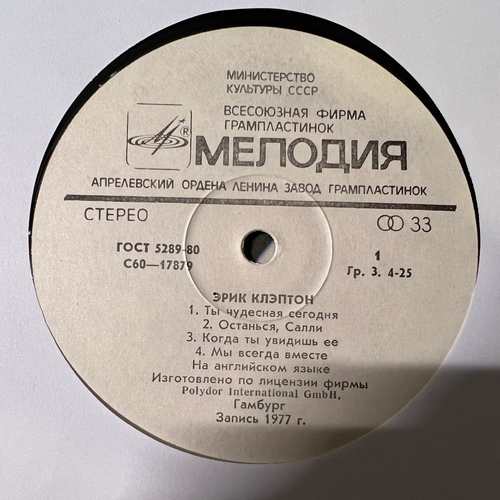 МИНИСТЕРСТВО
КУЛЬТУРЫ СССР
ВСЕСОЮЗНАЯ ФИРМА
ГРАМПЛАСТИНОК
®
МЕЛОДИЯ
АПРЕЛЕВСКИЙ ОРДЕНА ЛЕНИНА ЗАВОД ГРАМПЛАСТИНОК
СТЕРЕО
33
ГОСТ 5289-80
С60—17879
1
Гр. 3. 4-25
ЭРИК КЛЭПТОН
1. Ты чудесная сегодня
2. Останься, Салли
3. Когда ты увидишь ее
4. Мы всегда вместе
На английском языке
Изготовлено по лицензии фирмы
Polydor International GmbH,
Гамбург
Запись 1977 г.